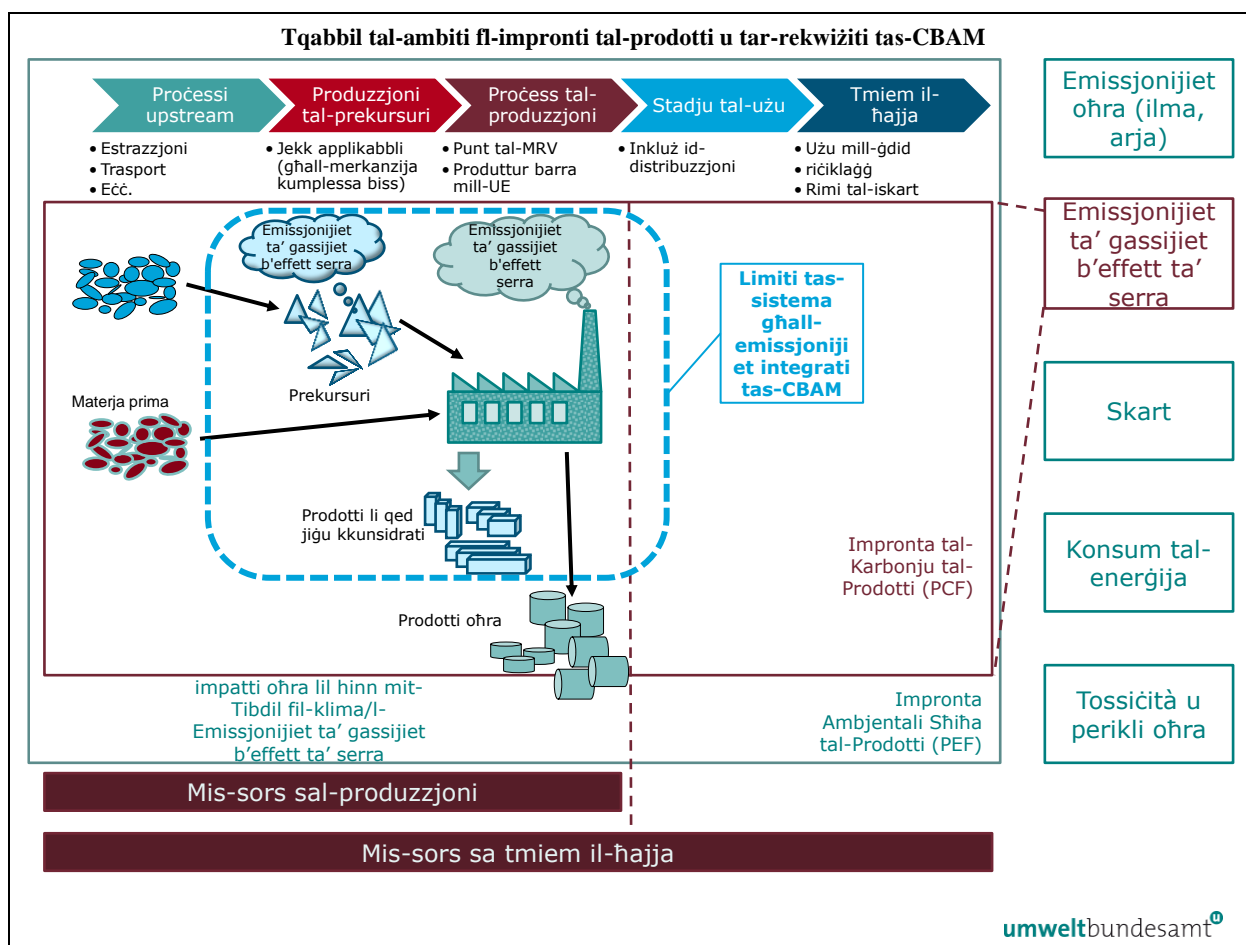 Tqabbil tal-ambiti fl-impronti tal-prodotti u tar-rekwiżiti tas-CBAM
Proċessi
upstream
Produzzjoni
tal-prekursuri
Proċess tal-
produzzjoni
Stadju tal-użu
Tmiem il-
ħajja
• Estrazzjoni
• Trasport
• Eċċ.
• Jekk applikabbli
(għall-merkanzija
kumplessa biss)
• Punt tal-MRV
• Produttur barra
mill-UE
• Inkluż id-
distribuzzjoni
• Użu mill-ġdid
• riċiklaġġ
• Rimi tal-iskart
Emissjonijiet
oħra (ilma,
arja)
Emissjonijiet
ta’ gassijiet
b’effett ta’
serra
Skart
Konsum tal-
enerġija
Tossiċità u
perikli oħra
Emissjonijiet
ta’ gassijiet
b'effett serra
Emissjonijiet
ta’ gassijiet
b'effett
serra
Limiti tas-
sistema
għall-
emissjoniji
et integrati
tas-CBAM
Prekursuri
Materja prima
Prodotti li qed
jiġu kkunsidrati
Prodotti oħra
Impronta tal-
Karbonju tal-
Prodotti (PCF)
impatti oħra lil hinn mit-
Tibdil fil-klima/l-
Emissjonijiet ta’ gassijiet
b’effett ta’ serra
Impronta
Ambjentali Sħiħa
tal-Prodotti (PEF)
Mis-sors sal-produzzjoni
Mis-sors sa tmiem il-ħajja
umweltbundesamtᵘ